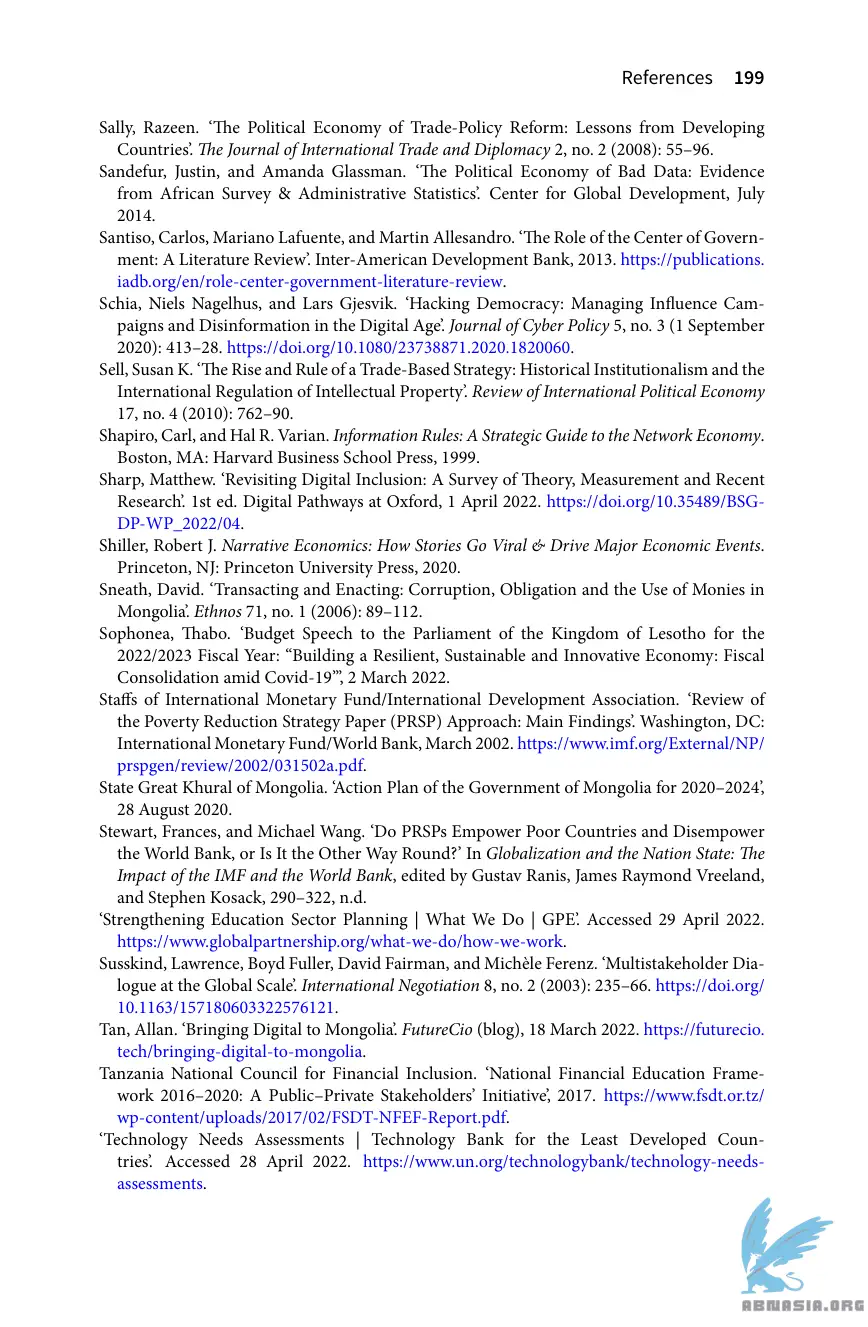 References 199
Sally, Razeen. ‘The Political Economy of Trade-Policy Reform: Lessons from Developing
Countries’. The Journal of International Trade and Diplomacy 2, no. 2 (2008): 55–96.
Sandefur, Justin, and Amanda Glassman. ‘The Political Economy of Bad Data: Evidence
from African Survey & Administrative Statistics’. Center for Global Development, July
2014.
Santiso, Carlos, Mariano Lafuente, and Martin Allesandro. ‘The Role of the Center of Govern-
ment: A Literature Review’. Inter-American Development Bank, 2013. https://publications.
iadb.org/en/role-center-government-literature-review.
Schia, Niels Nagelhus, and Lars Gjesvik. ‘Hacking Democracy: Managing Influence Cam-
paigns and Disinformation in the Digital Age’. Journal of Cyber Policy 5, no. 3 (1 September
2020): 413–28. https://doi.org/10.1080/23738871.2020.1820060.
Sell, Susan K. ‘The Rise and Rule of a Trade-Based Strategy: Historical Institutionalism and the
International Regulation of Intellectual Property’. Review of International Political Economy
17, no. 4 (2010): 762–90.
Shapiro, Carl, and Hal R. Varian. Information Rules: A Strategic Guide to the Network Economy.
Boston, MA: Harvard Business School Press, 1999.
Sharp, Matthew. ‘Revisiting Digital Inclusion: A Survey of Theory, Measurement and Recent
Research’. 1st ed. Digital Pathways at Oxford, 1 April 2022. https://doi.org/10.35489/BSG-
DP-WP_2022/04.
Shiller, Robert J. Narrative Economics: How Stories Go Viral & Drive Major Economic Events.
Princeton, NJ: Princeton University Press, 2020.
Sneath, David. ‘Transacting and Enacting: Corruption, Obligation and the Use of Monies in
Mongolia’. Ethnos 71, no. 1 (2006): 89–112.
Sophonea, Thabo. ‘Budget Speech to the Parliament of the Kingdom of Lesotho for the
2022/2023 Fiscal Year: “Building a Resilient, Sustainable and Innovative Economy: Fiscal
Consolidation amid Covid-19”’, 2 March 2022.
Staffs of International Monetary Fund/International Development Association. ‘Review of
the Poverty Reduction Strategy Paper (PRSP) Approach: Main Findings’. Washington, DC:
International Monetary Fund/World Bank, March 2002. https://www.imf.org/External/NP/
prspgen/review/2002/031502a.pdf.
State Great Khural of Mongolia. ‘Action Plan of the Government of Mongolia for 2020–2024’,
28 August 2020.
Stewart, Frances, and Michael Wang. ‘Do PRSPs Empower Poor Countries and Disempower
the World Bank, or Is It the Other Way Round?’ In Globalization and the Nation State: The
Impact of the IMF and the World Bank, edited by Gustav Ranis, James Raymond Vreeland,
and Stephen Kosack, 290–322, n.d.
‘Strengthening Education Sector Planning | What We Do | GPE’. Accessed 29 April 2022.
https://www.globalpartnership.org/what-we-do/how-we-work.
Susskind, Lawrence, Boyd Fuller, David Fairman, and Michèle Ferenz. ‘Multistakeholder Dia-
logue at the Global Scale’. International Negotiation 8, no. 2 (2003): 235–66. https://doi.org/
10.1163/157180603322576121.
Tan, Allan. ‘Bringing Digital to Mongolia’. FutureCio (blog), 18 March 2022. https://futurecio.
tech/bringing-digital-to-mongolia.
Tanzania National Council for Financial Inclusion. ‘National Financial Education Frame-
work 2016–2020: A Public–Private Stakeholders’ Initiative’, 2017. https://www.fsdt.or.tz/
wp-content/uploads/2017/02/FSDT-NFEF-Report.pdf.
‘Technology Needs Assessments | Technology Bank for the Least Developed Coun-
tries’. Accessed 28 April 2022. https://www.un.org/technologybank/technology-needs-
assessments.
ABNASIA.ORG